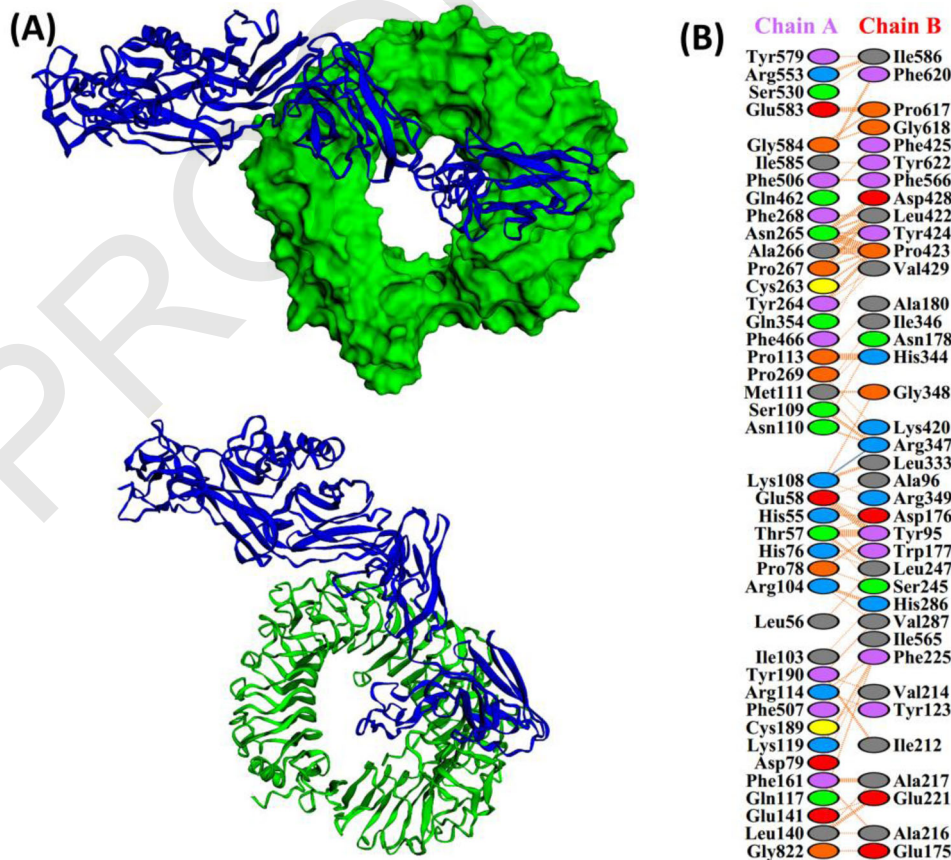 (A)
(B)
Chain A Chain B
Tyr579 Ile586
Arg553 Phe620
Ser530
Glu583 Pro617
Gly618
Gly584 Phe425
Ile585 Tyr622
Phe506 Phe566
Gln462 Asp428
Phe268 Leu422
Asn265 Tyr424
Ala266 Pro423
Pro267 Val429
Cys263
Tyr264 Ala180
Gln354 Ile346
Phe466 Asn178
Pro113 His344
Pro269
Met111 Gly348
Ser109
Asn110 Lys420
Arg347
Leu333
Lys108 Ala96
Glu58 Arg349
His55 Asp176
Thr57 Tyr95
His76 Trp177
Pro78 Leu247
Arg104 Ser245
His286
Leu56 Val287
Ile565
Ile103 Phe225
Tyr190
Arg114 Val214
Phe507 Tyr123
Cys189
Lys119 Ile212
Asp79
Phe161 Ala217
Gln117 Glu221
Glu141
Leu140 Ala216
Gly822 Glu175